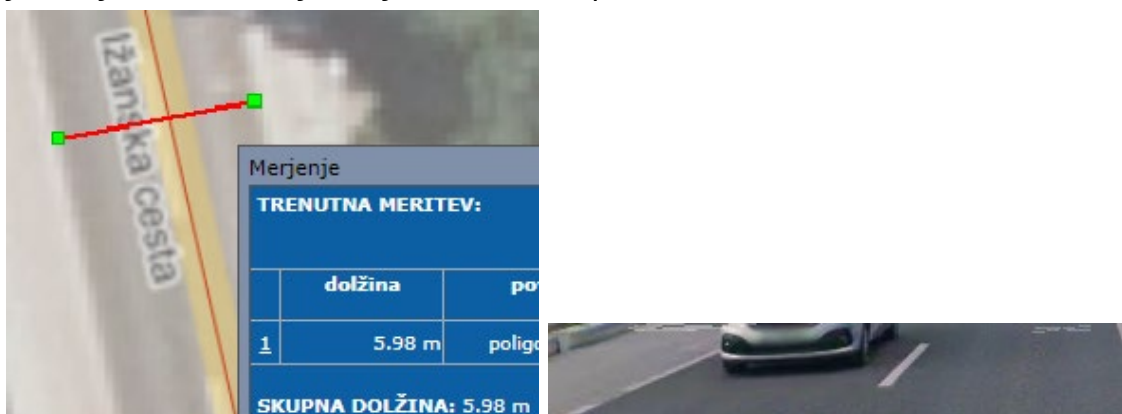 Ižanska cesta
Merjenje
TRENUTNA MERITEV:
dolžina
1
5.98 m
SKUPNA DOLŽINA: 5.98 m